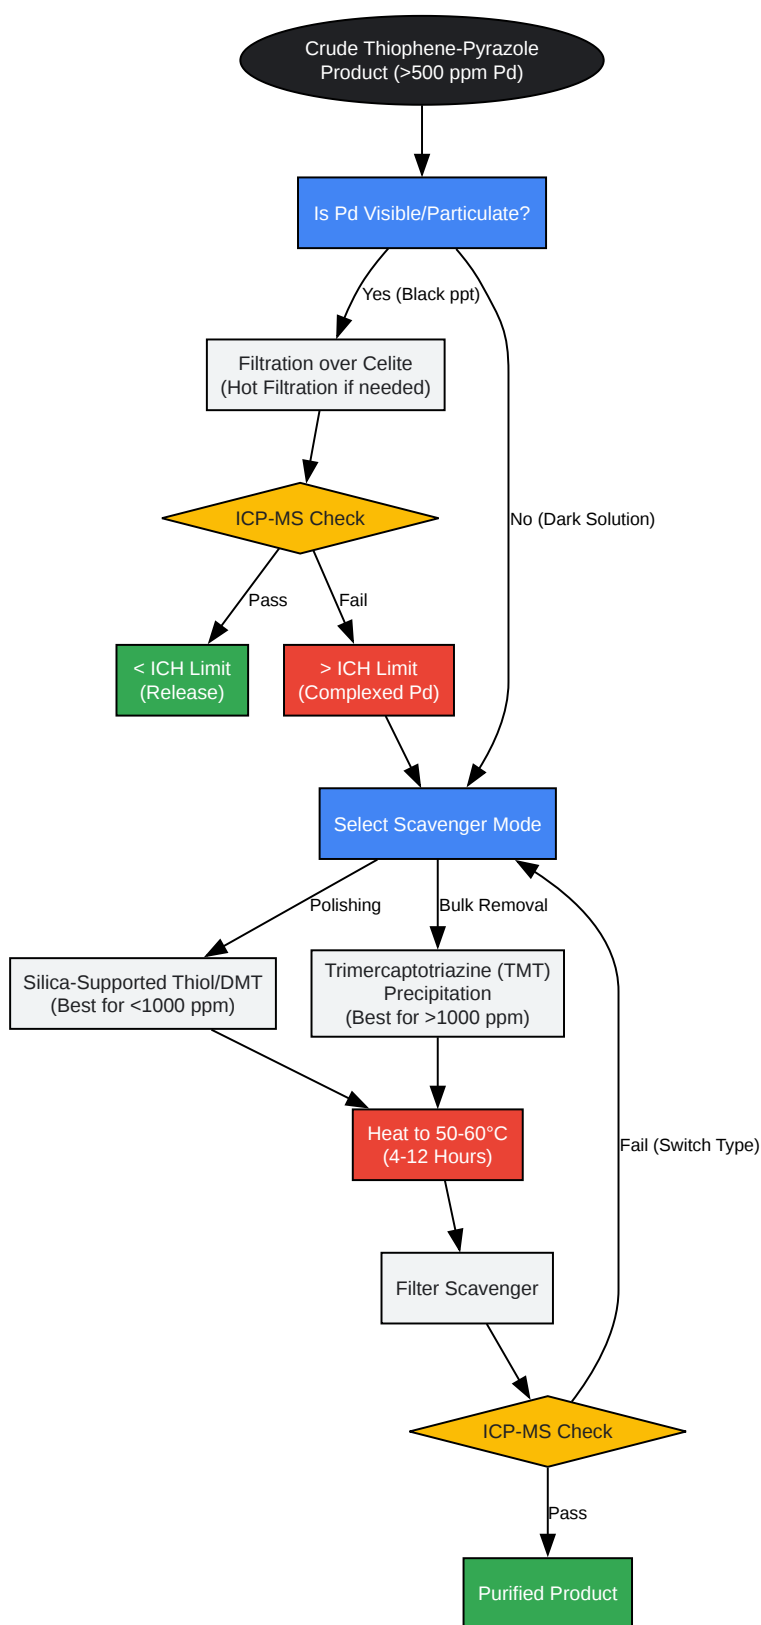 Crude Thiophene-Pyrazole
Product (>500 ppm Pd)
Is Pd Visible/Particulate?
Yes (Black ppt)
Filtration over Celite
(Hot Filtration if needed)
No (Dark Solution)
ICP-MS Check
Pass
Fail
< ICH Limit
(Release)
> ICH Limit
(Complexed Pd)
Select Scavenger Mode
Polishing
Bulk Removal
Silica-Supported Thiol/DMT
(Best for <1000 ppm)
Trimercaptotriazine (TMT)
Precipitation
(Best for >1000 ppm)
Heat to 50-60°C
(4-12 Hours)
Fail (Switch Type)
Filter Scavenger
ICP-MS Check
Pass
Purified Product